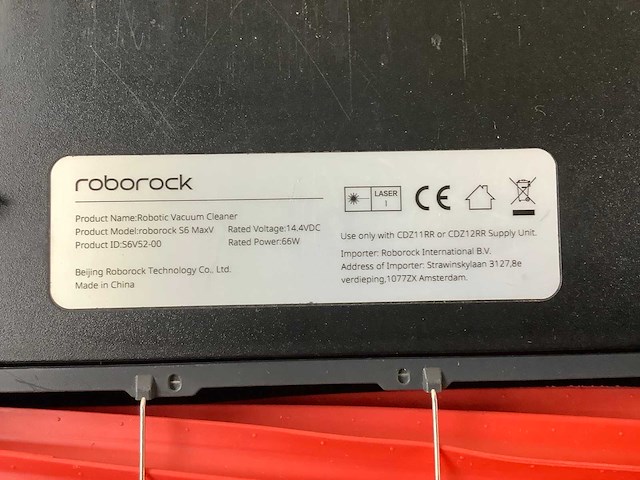 roborock
Product Name:Robotic Vacuum Cleaner
Product Model:roborock S6 MaxV
Rated Voltage:14.4VDC
Product ID:S6V52-00
Rated Power:66W
Beijing Roborock Technology Co., Ltd.
Made in China
LASER
1
CE
Use only with CDZ11RR or CDZ12RR Supply Unit.
Importer: Roborock International B.V.
Address of Importer: Strawinskylaan 3127,8e
verdieping,1077ZX Amsterdam.